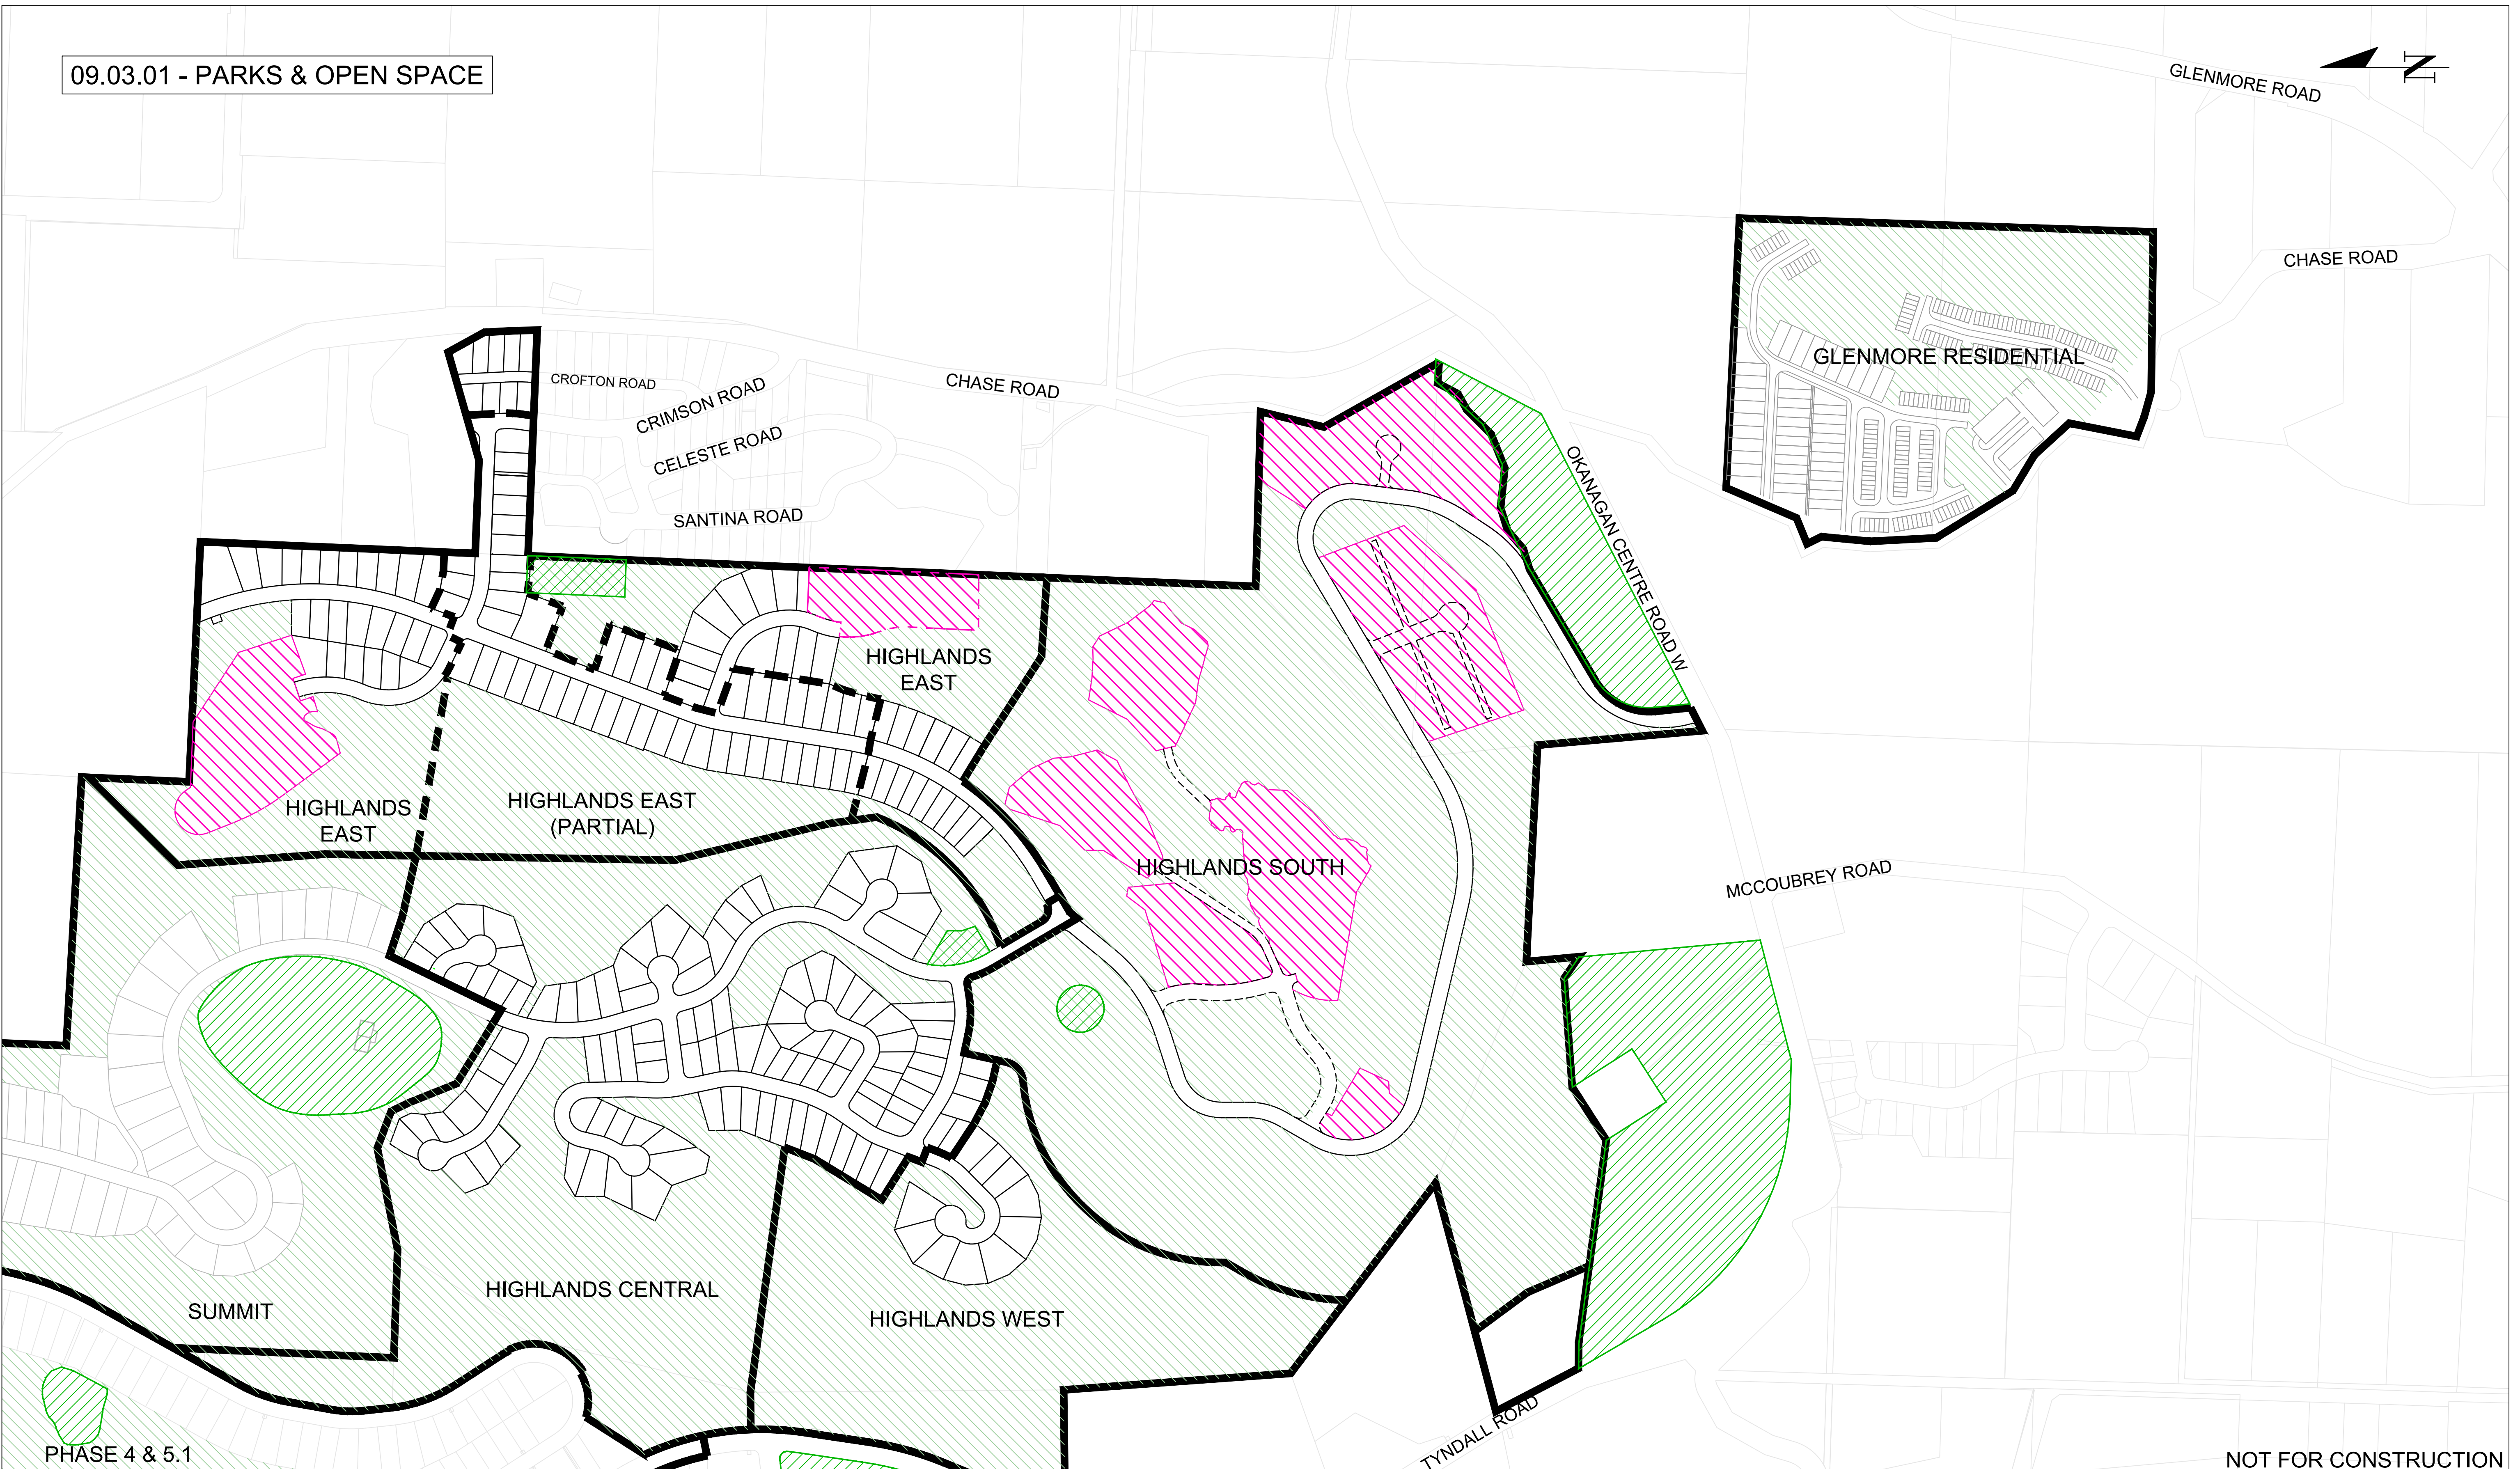 09.03.01 - PARKS & OPEN SPACE
N
GLENMORE ROAD
CHASE ROAD
GLENMORE RESIDENTIAL
CROFTON ROAD
CRIMSON ROAD
CHASE ROAD
CELESTE ROAD
SANTINA ROAD
OKANAGAN CENTRE ROAD W
HIGHLANDS
EAST
HIGHLANDS
EAST
HIGHLANDS EAST
(PARTIAL)
HIGHLANDS SOUTH
MCCOUBREY ROAD
HIGHLANDS CENTRAL
SUMMIT
HIGHLANDS WEST
TYNDALL ROAD
PHASE 4 & 5.1
NOT FOR CONSTRUCTION